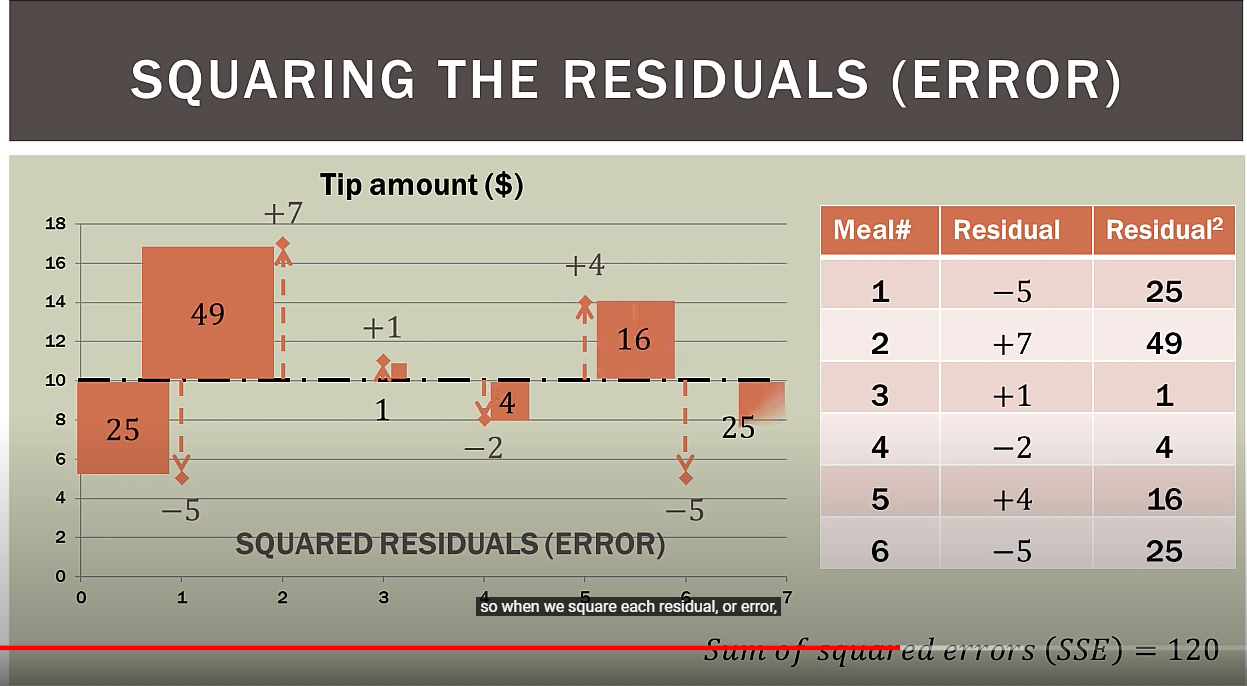 SQUARING THE RESIDUALS (ERROR)
Tip amount ($)
18
16
14
12
10
8
6
4
2
0
0 1 2 3 4 5 6 7
+7
49
+1
1
+4
16
4
−2
25
−5
25
−5
SQUARED RESIDUALS (ERROR)
Meal# Residual Residual²
1 −5 25
2 +7 49
3 +1 1
4 −2 4
5 +4 16
6 −5 25
so when we square each residual, or error,
Sum of squared errors (SSE) = 120